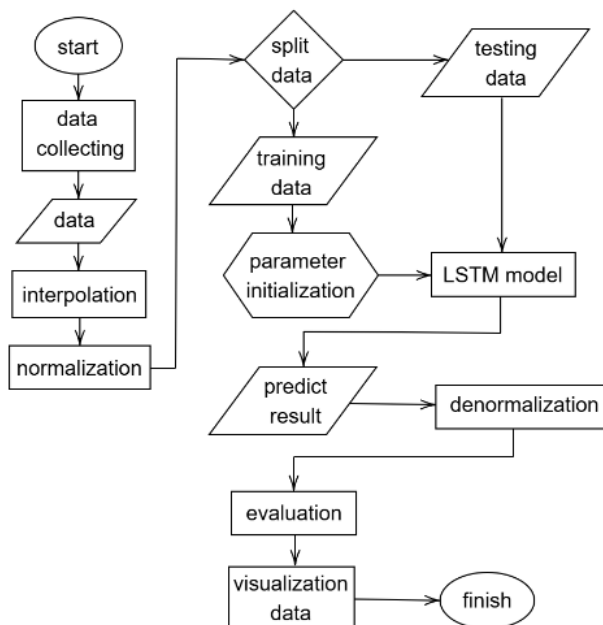 start
data
collecting
data
interpolation
normalization
split
data
testing
data
training
data
parameter
initialization
LSTM model
predict
result
denormalization
evaluation
visualization
data
finish